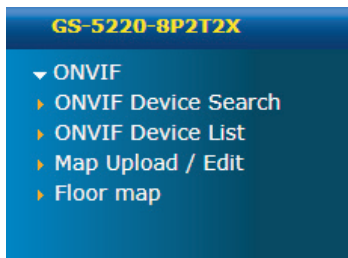 GS-5220-8P2T2X
ONVIF
ONVIF Device Search
ONVIF Device List
Map Upload / Edit
Floor map